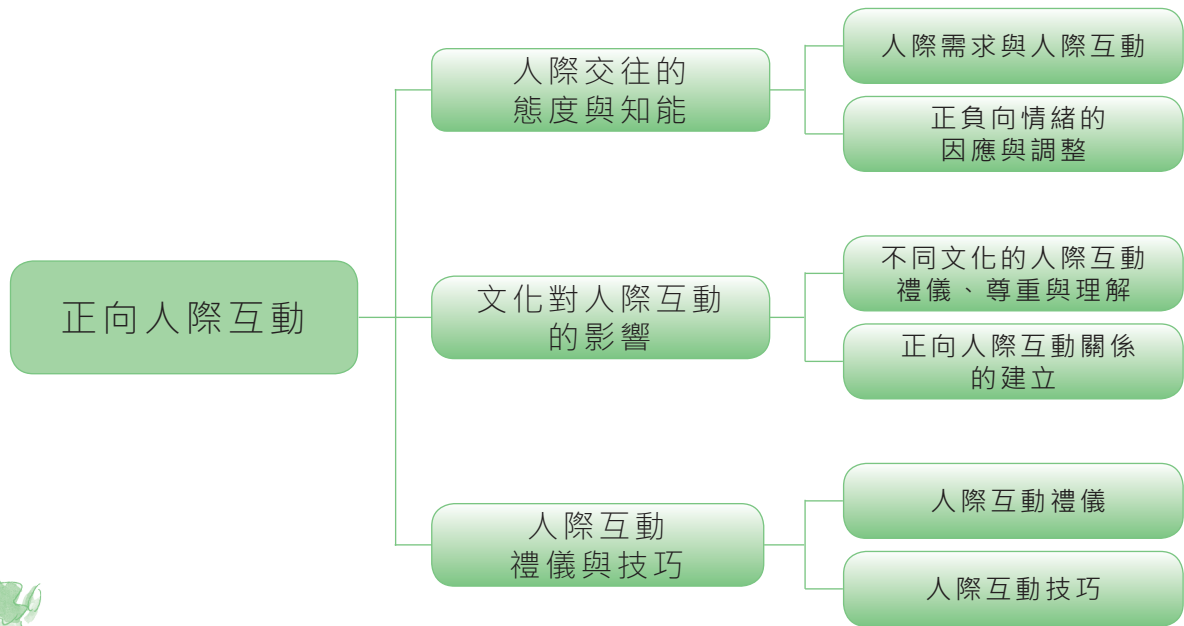 正向人際互動
人際交往的
態度與知能
人際需求與人際互動
正負向情緒的
因應與調整
文化對人際互動
的影響
不同文化的人際互動
禮儀、尊重與理解
正向人際互動關係
的建立
人際互動
禮儀與技巧
人際互動禮儀
人際互動技巧